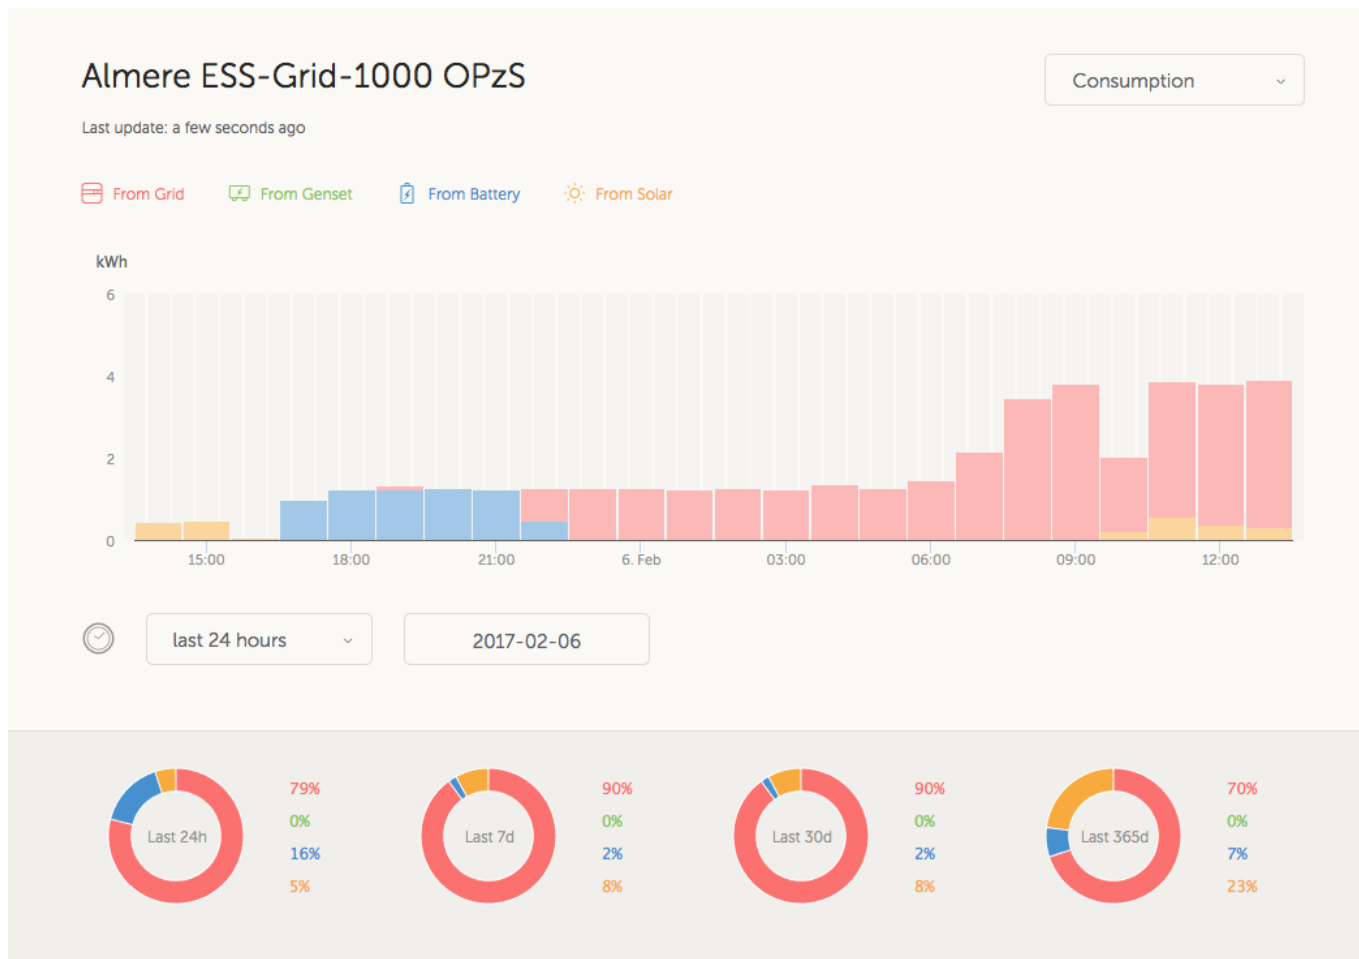 Almere ESS-Grid-1000 OPzS
Consumption
Last update: a few seconds ago
From Grid From Genset From Battery From Solar
kWh
6
4
2
0
15:00 18:00 21:00 6. Feb 03:00 06:00 09:00 12:00
last 24 hours 2017-02-06
Last 24h
79%
0%
16%
5%
Last 7d
90%
0%
2%
8%
Last 30d
90%
0%
2%
8%
Last 365d
70%
0%
7%
23%